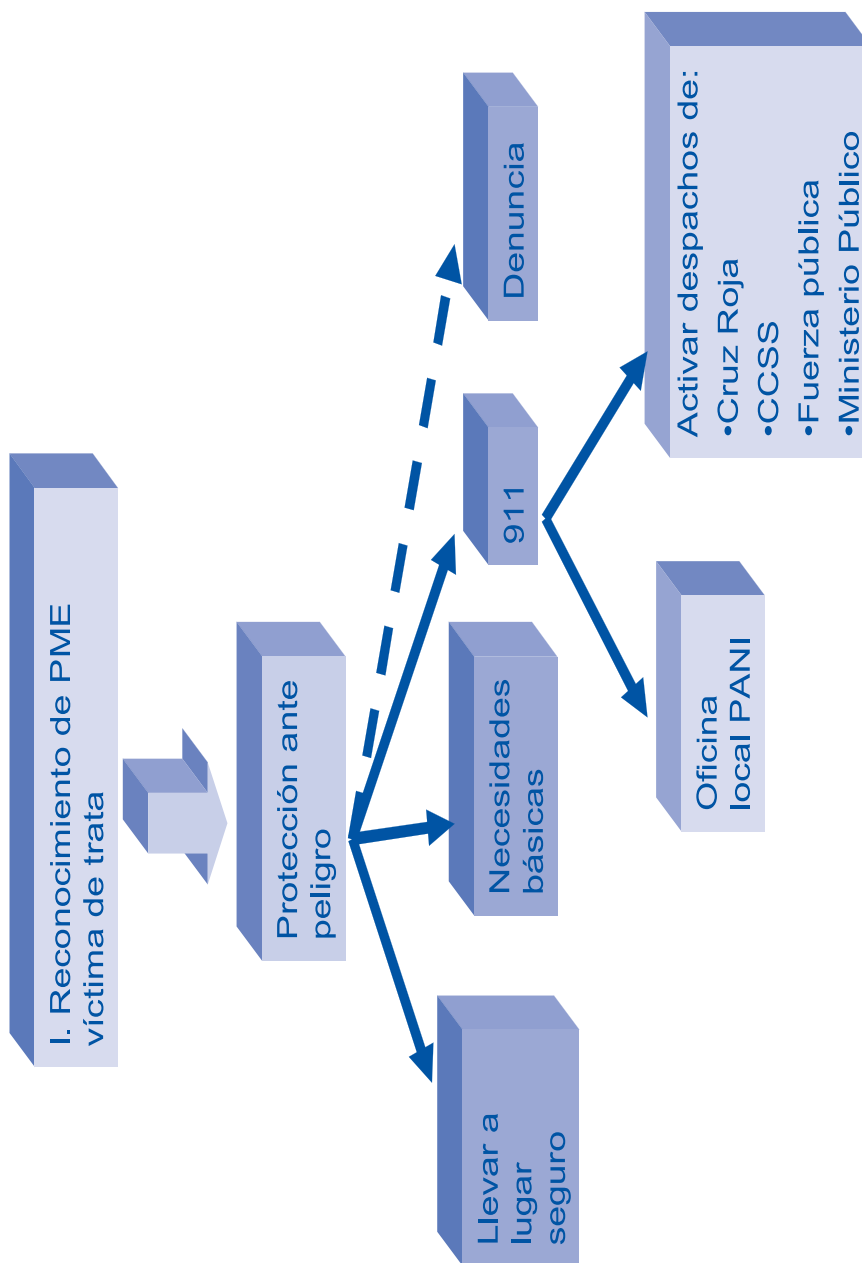 I. Reconocimiento de PME
víctima de trata
Protección ante
peligro
Llevar a
lugar
seguro
Necesidades
básicas
911
Denuncia
Oficina
local PANI
Activar despachos de:
•Cruz Roja
•CCSS
•Fuerza pública
•Ministerio Público